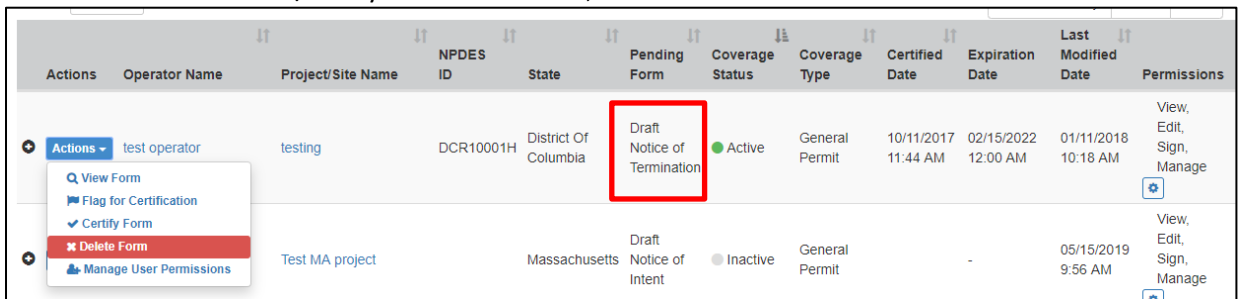 Actions
Operator Name
Project/Site Name
NPDES
ID
State
Pending
Form
Coverage
Status
Coverage
Type
Certified
Date
Expiration
Date
Last
Modified
Date
Permissions
Actions
test operator
testing
DCR10001H
District Of
Columbia
Draft
Notice of
Termination
Active
General
Permit
10/11/2017
11:44 AM
02/15/2022
12:00 AM
01/11/2018
10:18 AM
View,
Edit,
Sign,
Manage
View Form
Flag for Certification
Certify Form
Delete Form
Manage User Permissions
Test MA project
Massachusetts
Draft
Notice of
Intent
Inactive
General
Permit
-
05/15/2019
9:56 AM
View,
Edit,
Sign,
Manage